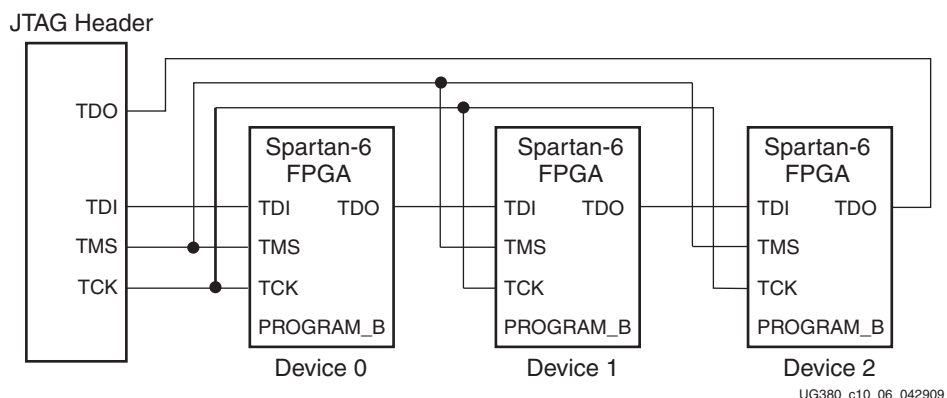 JTAG Header
TDO
TDI
TMS
TCK
Spartan-6
FPGA
TDI TDO
TMS
TCK
PROGRAM_B
Device 0
Spartan-6
FPGA
TDI TDO
TMS
TCK
PROGRAM_B
Device 1
Spartan-6
FPGA
TDI TDO
TMS
TCK
PROGRAM_B
Device 2
UG380_c10_06_042909